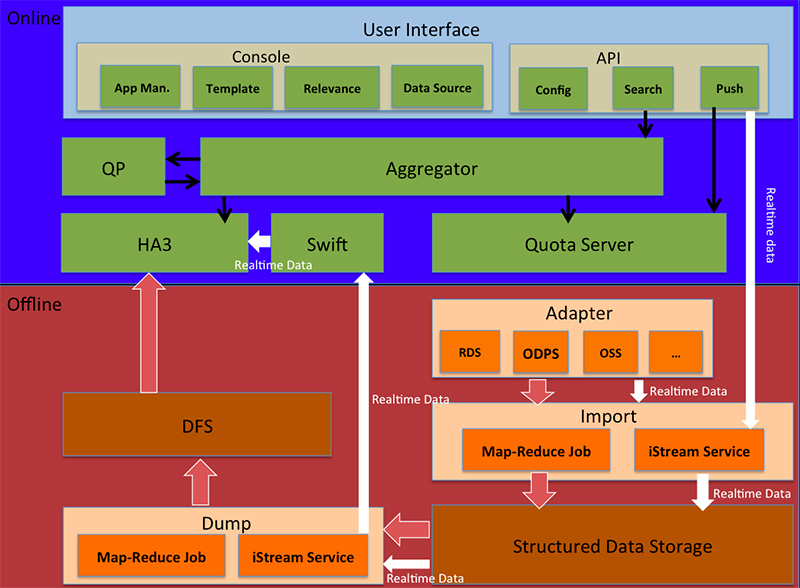 Online
User Interface
Console
API
App Man.
Template
Relevance
Data Source
Config
Search
Push
QP
Aggregator
HA3
Realtime Data
Swift
Quota Server
Realtime data
Offline
Adapter
RDS
ODPS
OSS
...
Realtime Data
Realtime Data
Import
DFS
Map-Reduce Job
iStream Service
Realtime Data
Dump
Map-Reduce Job
iStream Service
Structured Data Storage
Realtime Data